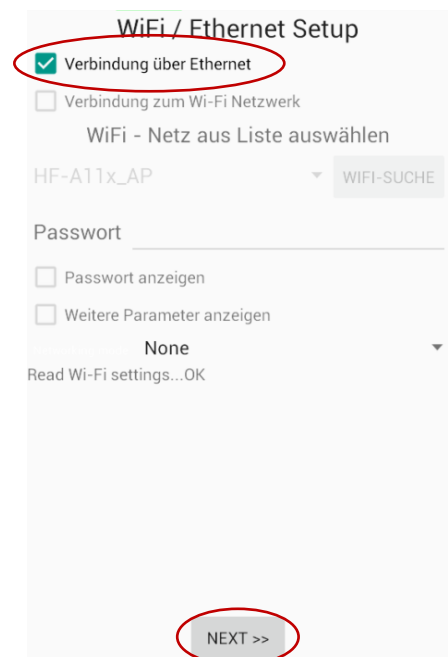 WiFi / Ethernet Setup
Verbindung über Ethernet
Verbindung zum Wi-Fi Netzwerk
WiFi - Netz aus Liste auswählen
HF-A11x_AP WIFI-SUCHE
Passwort
Passwort anzeigen
Weitere Parameter anzeigen
None
Read Wi-Fi settings...OK
NEXT >>